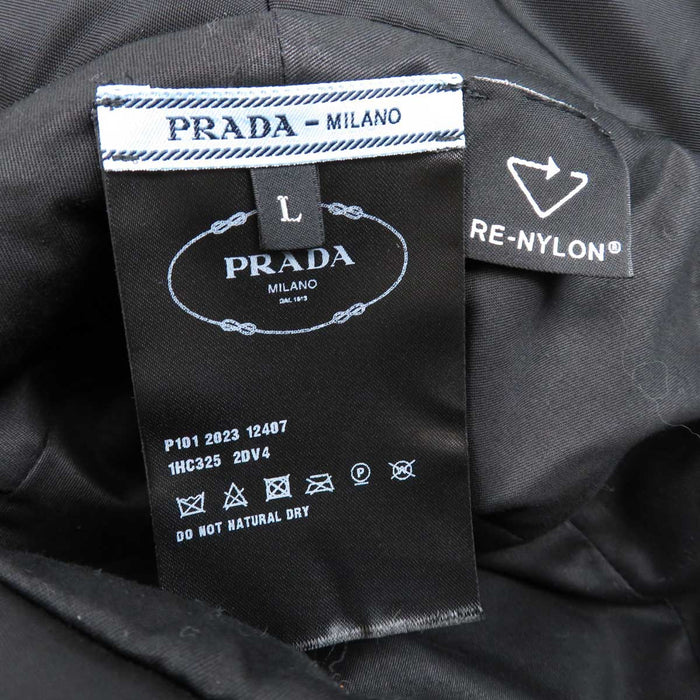 PRADA - MILANO
L
PRADA
MILANO
DAL 1913
RE-NYLON®
P101 2023 12407
1HC325 2DV4
P
W
DO NOT NATURAL DRY